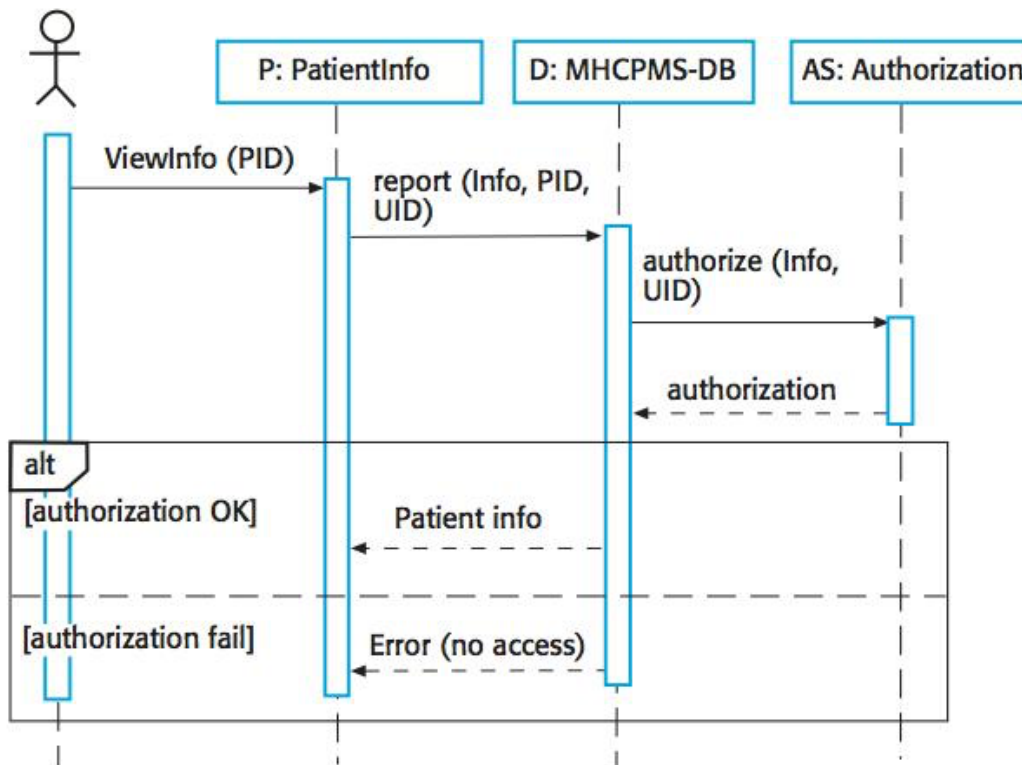 P: PatientInfo
D: MHCPMS-DB
AS: Authorization
ViewInfo (PID)
report (Info, PID,
UID)
authorize (Info,
UID)
authorization
alt
[authorization OK]
Patient info
[authorization fail]
Error (no access)